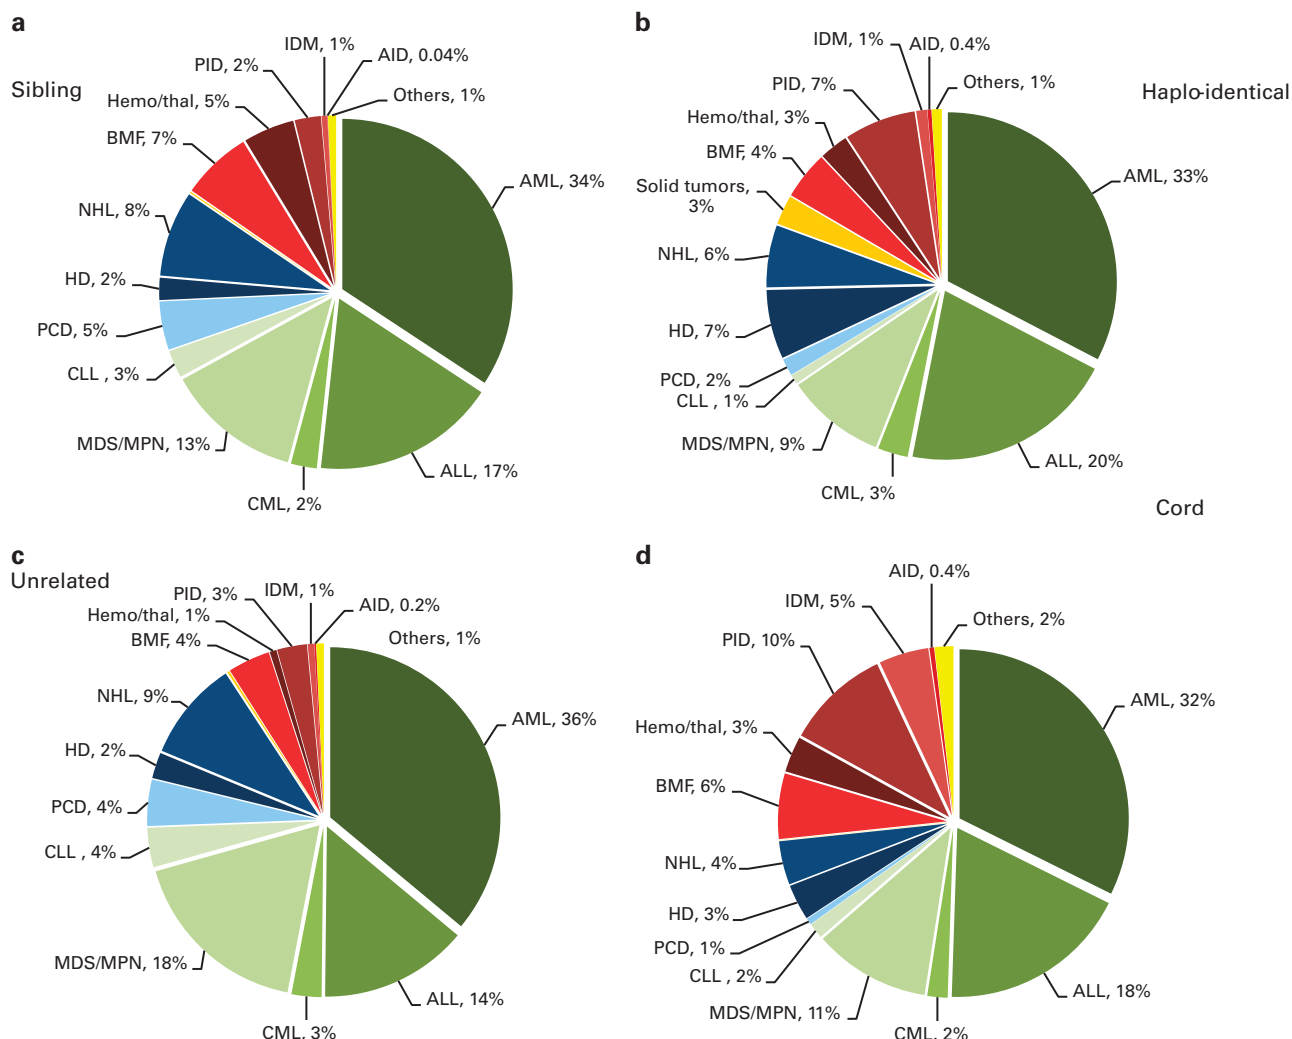 a
Sibling
IDM, 1%
AID, 0.04%
PID, 2%
Others, 1%
Hemo/thal, 5%
BMF, 7%
NHL, 8%
HD, 2%
PCD, 5%
CLL , 3%
MDS/MPN, 13%
CML, 2%
ALL, 17%
AML, 34%
b
Haplo-identical
IDM, 1%
AID, 0.4%
PID, 7%
Others, 1%
Hemo/thal, 3%
BMF, 4%
Solid tumors,
3%
NHL, 6%
HD, 7%
PCD, 2%
CLL , 1%
MDS/MPN, 9%
CML, 3%
ALL, 20%
AML, 33%
Cord
c
Unrelated
PID, 3%
IDM, 1%
AID, 0.2%
Hemo/thal, 1%
Others, 1%
BMF, 4%
NHL, 9%
HD, 2%
PCD, 4%
CLL , 4%
MDS/MPN, 18%
CML, 3%
ALL, 14%
AML, 36%
d
AID, 0.4%
IDM, 5%
Others, 2%
PID, 10%
Hemo/thal, 3%
BMF, 6%
NHL, 4%
HD, 3%
PCD, 1%
CLL , 2%
MDS/MPN, 11%
CML, 2%
ALL, 18%
AML, 32%